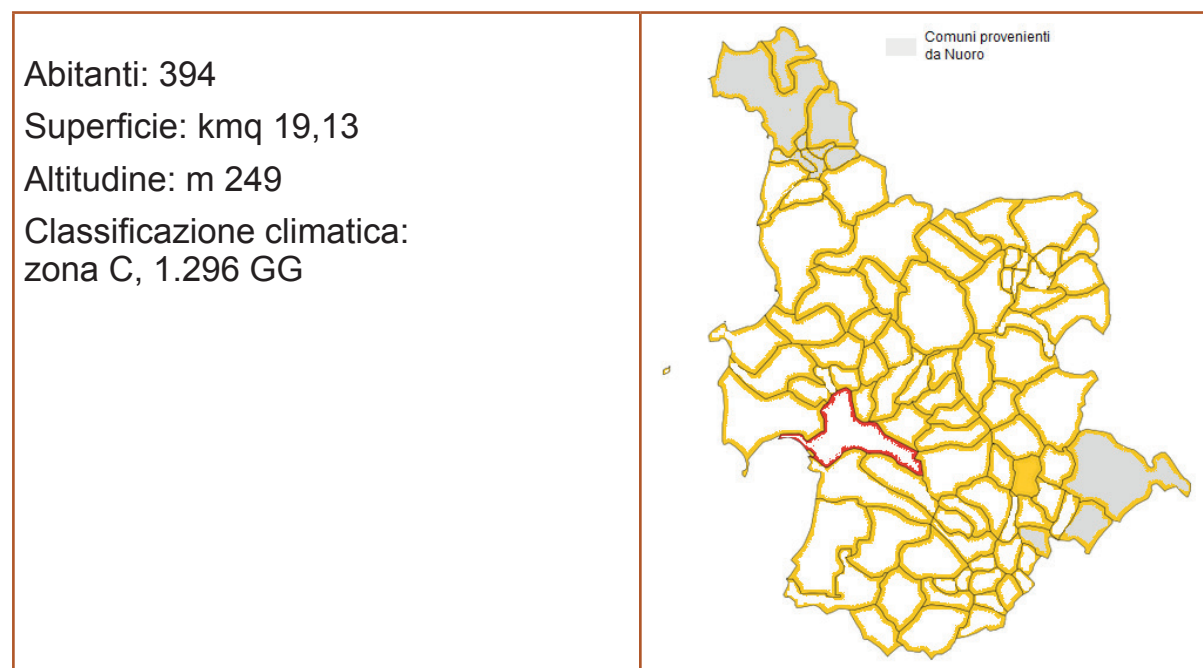 Abitanti: 394
Superficie: kmq 19,13
Altitudine: m 249
Classificazione climatica:
zona C, 1.296 GG
Comuni provenienti
da Nuoro